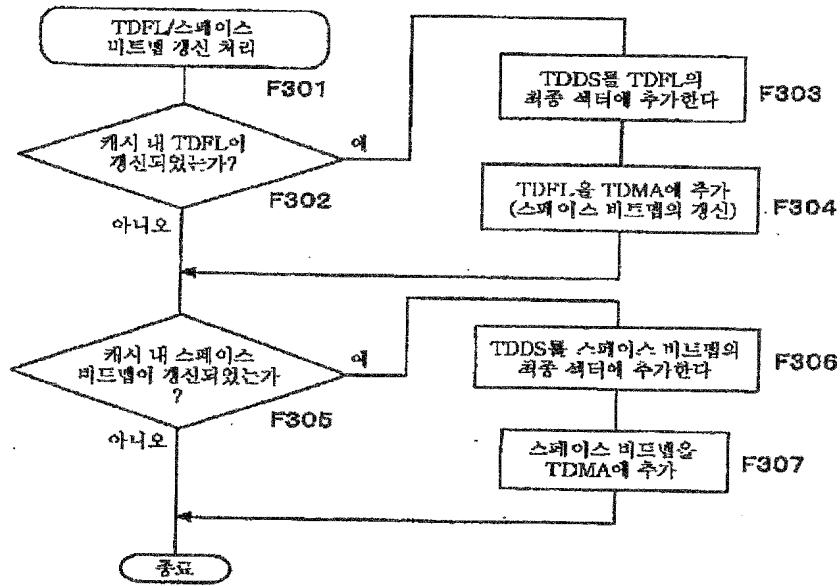 TDFL/스페이스
비트맵 갱신 처리
F301
캐시 내 TDFL이
갱신되었는가?
예
F302
아니오
TDDS를 TDFL의
최종 섹터에 추가한다
F303
TDFL을 TDMA에 추가
(스페이스 비트맵의 갱신)
F304
캐시 내 스페이스
비트맵이 갱신되었는가
?
예
F305
아니오
TDDS를 스페이스 비트맵의
최종 섹터에 추가한다
F306
스페이스 비트맵을
TDMA에 추가
F307
종료